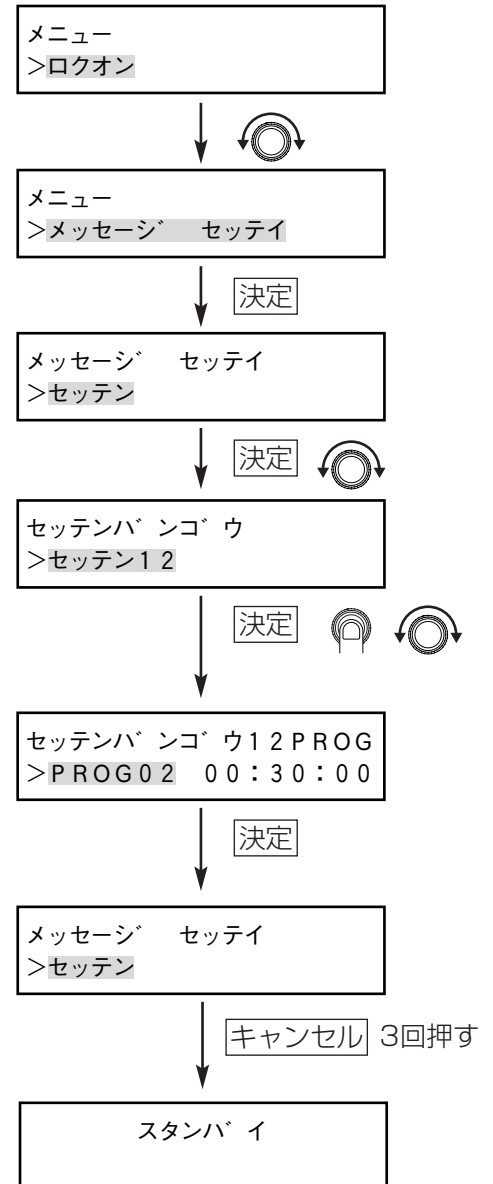 メニュー
>ロクオン
メニュー
>メッセージ　セッテイ
決定
メッセージ　セッテイ
>セッテン
決定
セッテンバンゴウ
>セッテン12
決定
セッテンバンゴウ12PROG
>PROG02 00:30:00
決定
メッセージ　セッテイ
>セッテン
キャンセル 3回押す
スタンバイ